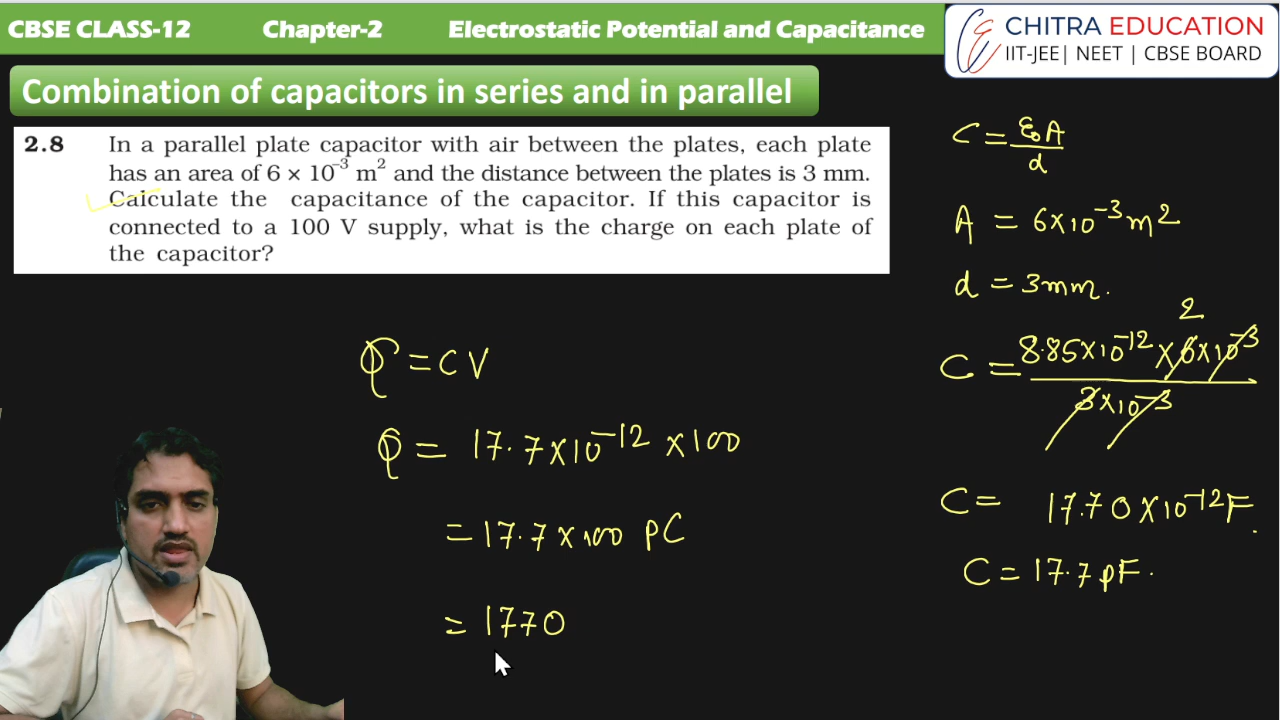 CBSE CLASS-12 Chapter-2 Electrostatic Potential and Capacitance
CHITRA EDUCATION
IIT-JEE| NEET | CBSE BOARD
Combination of capacitors in series and in parallel
2.8 In a parallel plate capacitor with air between the plates, each plate
has an area of 6 × 10⁻³ m² and the distance between the plates is 3 mm.
Calculate the capacitance of the capacitor. If this capacitor is
connected to a 100 V supply, what is the charge on each plate of
the capacitor?
C = ε₀A
d
A = 6×10⁻³ m²
d = 3mm.
2
C = 8.85×10⁻¹² × 6×10⁻³
3×10⁻³
C = 17.70 × 10⁻¹² F.
C = 17.7 pF.
Q = CV
Q = 17.7×10⁻¹² × 100
= 17.7 × 100 PC
= 1770